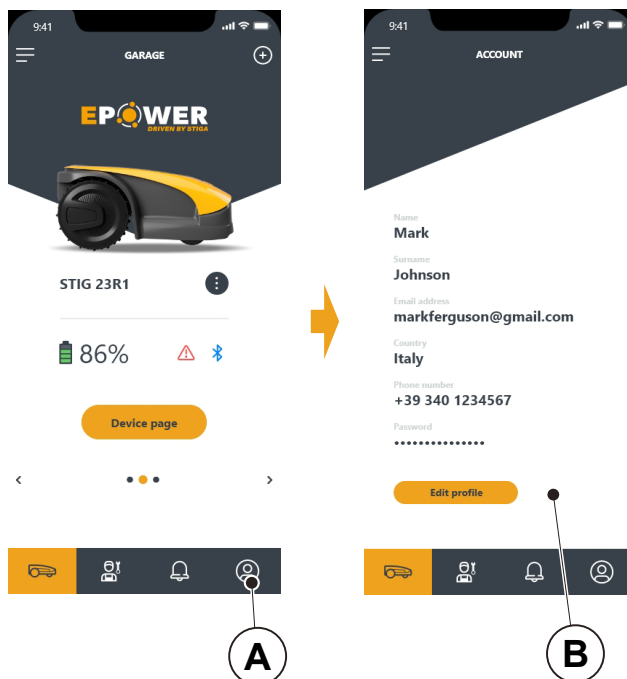 9:41
GARAGE
EPOWER
DRIVEN BY STIGA
STIG 23R1
86%
Device page
A
9:41
ACCOUNT
Name
Mark
Surname
Johnson
Email address
markferguson@gmail.com
Country
Italy
Phone number
+39 340 1234567
Password
•••••••••••••••
Edit profile
B